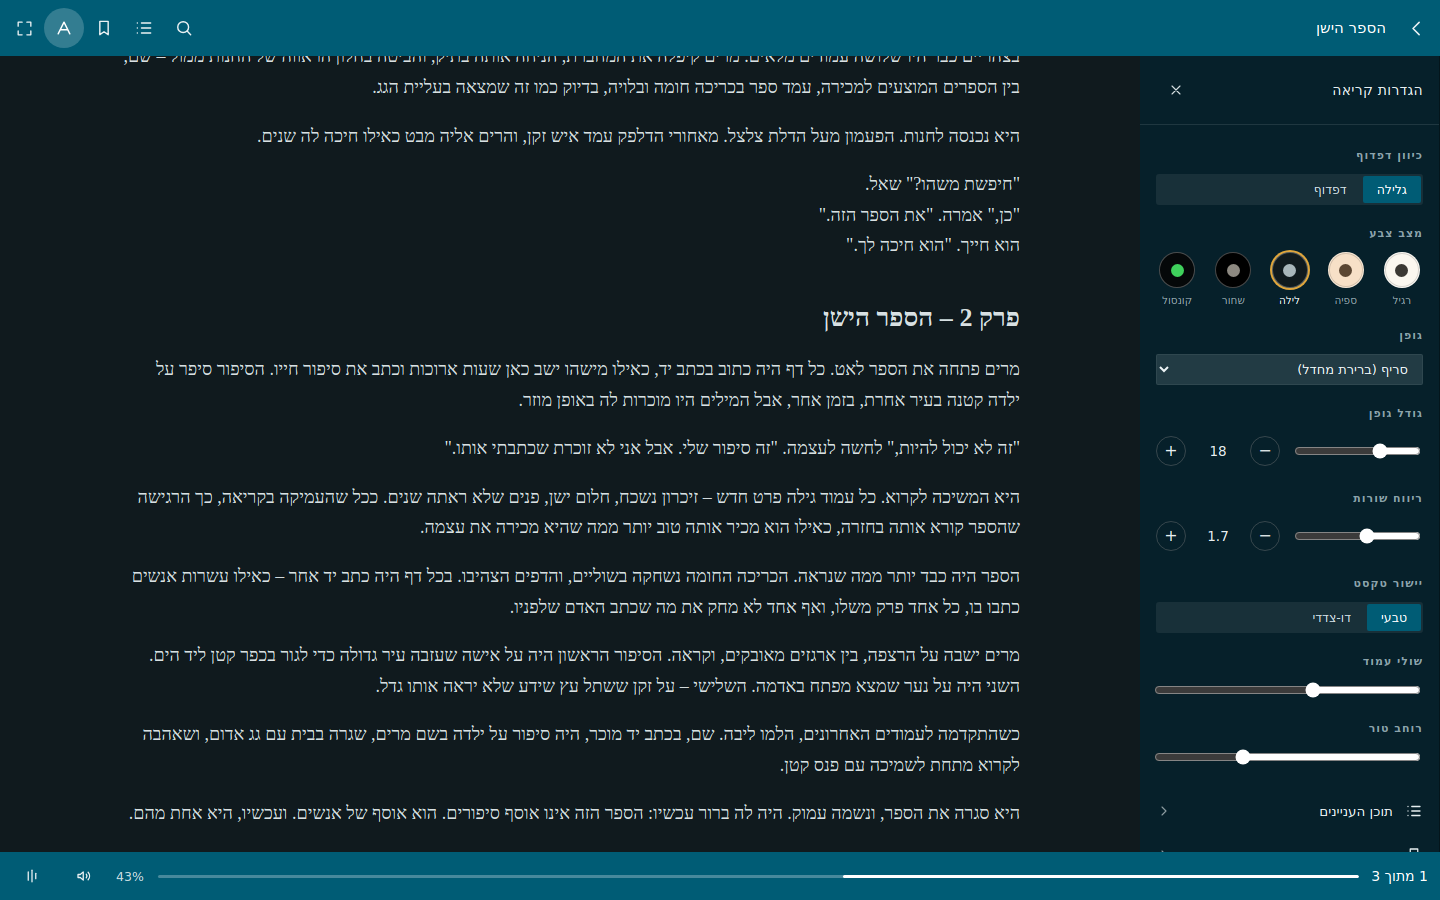 הספר הישן
הגדרות קריאה
כיוון דפדוף
גלילה
דפדוף
מצב צבע
רגיל
ספיה
לילה
שחור
קונסול
גופן
סריף (ברירת מחדל)
גודל גופן
18
ריווח שורות
1.7
יישור טקסט
טבעי
דו-צדדי
שולי עמוד
רוחב טור
תוכן העניינים
בין הספרים המוצעים למכירה, עמד ספר בכריכה חומה ובלויה, בדיוק כמו זה שמצאה בעליית הגג.
היא נכנסה לחנות. הפעמון מעל הדלת צלצל. מאחורי הדלפק עמד איש זקן, והרים אליה מבט כאילו חיכה לה שנים.
"חיפשת משהו?" שאל.
"כן," אמרה. "את הספר הזה."
הוא חייך. "הוא חיכה לך."
פרק 2 – הספר הישן
מרים פתחה את הספר לאט. כל דף היה כתוב בכתב יד, כאילו מישהו ישב כאן שעות ארוכות וכתב את סיפור חייו. הסיפור סיפר על
ילדה קטנה בעיר אחרת, בזמן אחר, אבל המילים היו מוכרות לה באופן מוזר.
"זה לא יכול להיות," לחשה לעצמה. "זה סיפור שלי. אבל אני לא זוכרת שכתבתי אותו."
היא המשיכה לקרוא. כל עמוד גילה פרט חדש – זיכרון נשכח, חלום ישן, פנים שלא ראתה שנים. ככל שהעמיקה בקריאה, כך הרגישה
שהספר קורא אותה בחזרה, כאילו הוא מכיר אותה טוב יותר ממה שהיא מכירה את עצמה.
הספר היה כבד יותר ממה שנראה. הכריכה החומה נשחקה בשוליים, והדפים הצהיבו. בכל דף היה כתב יד אחר – כאילו עשרות אנשים
כתבו בו, כל אחד פרק משלו, ואף אחד לא מחק את מה שכתב האדם שלפניו.
מרים ישבה על הרצפה, בין ארגזים מאובקים, וקראה. הסיפור הראשון היה על אישה שעזבה עיר גדולה כדי לגור בכפר קטן ליד הים.
השני היה על נער שמצא מפתח באדמה. השלישי – על זקן ששתל עץ שידע שלא יראה אותו גדל.
כשהתקדמה לעמודים האחרונים, הלמו ליבה. שם, בכתב יד מוכר, היה סיפור על ילדה בשם מרים, שגרה בבית עם גג אדום, ושאהבה
לקרוא מתחת לשמיכה עם פנס קטן.
היא סגרה את הספר, ונשמה עמוק. היה לה ברור עכשיו: הספר הזה אינו אוסף סיפורים. הוא אוסף של אנשים. ועכשיו, היא אחת מהם.
1 מתוך 3
43%